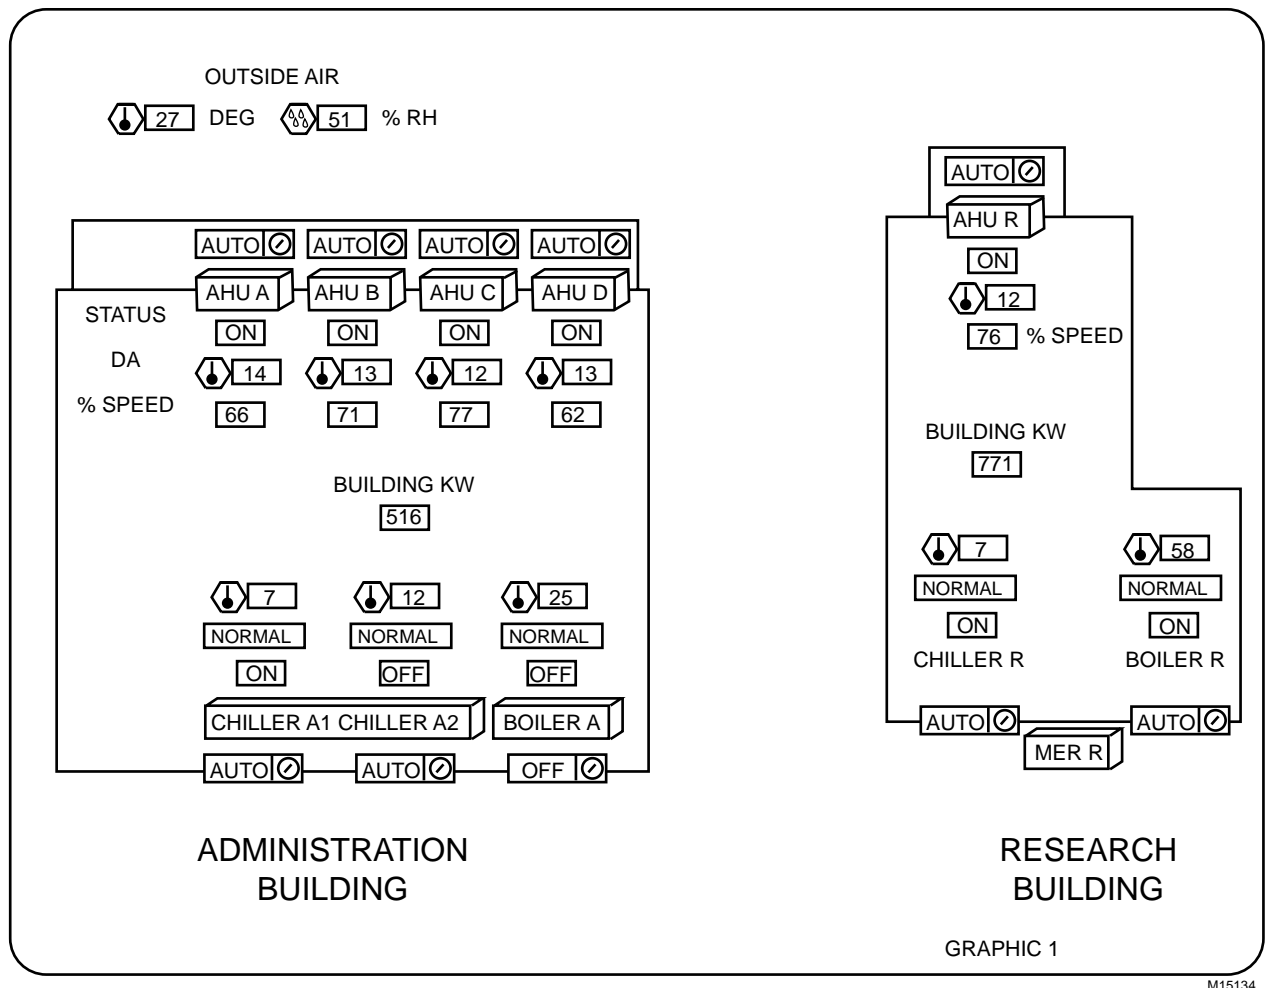 OUTSIDE AIR
27 DEG 51 % RH
AUTO AUTO AUTO AUTO
AHU A AHU B AHU C AHU D
STATUS ON ON ON ON
DA 14 13 12 13
% SPEED 66 71 77 62
BUILDING KW
516
7 12 25
NORMAL NORMAL NORMAL
ON OFF OFF
CHILLER A1 CHILLER A2 BOILER A
AUTO AUTO OFF
ADMINISTRATION
BUILDING
AUTO
AHU R
ON
12
76 % SPEED
BUILDING KW
771
7 58
NORMAL NORMAL
ON ON
CHILLER R BOILER R
AUTO AUTO
MER R
RESEARCH
BUILDING
GRAPHIC 1
M15134